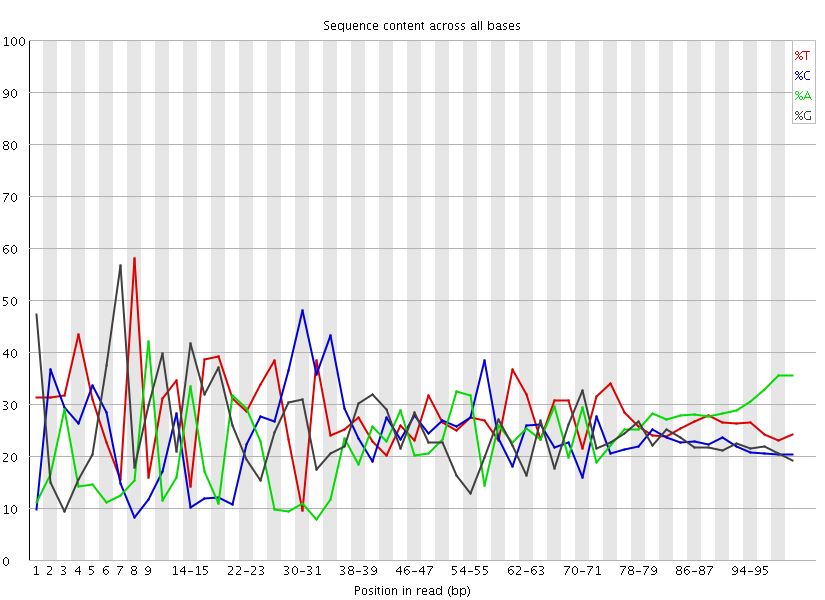 Sequence content across all bases
100
90
80
70
60
50
40
30
20
10
0
%T
%C
%A
%G
1 2 3 4 5 6 7 8 9 14-15 22-23 30-31 38-39 46-47 54-55 62-63 70-71 78-79 86-87 94-95
Position in read (bp)